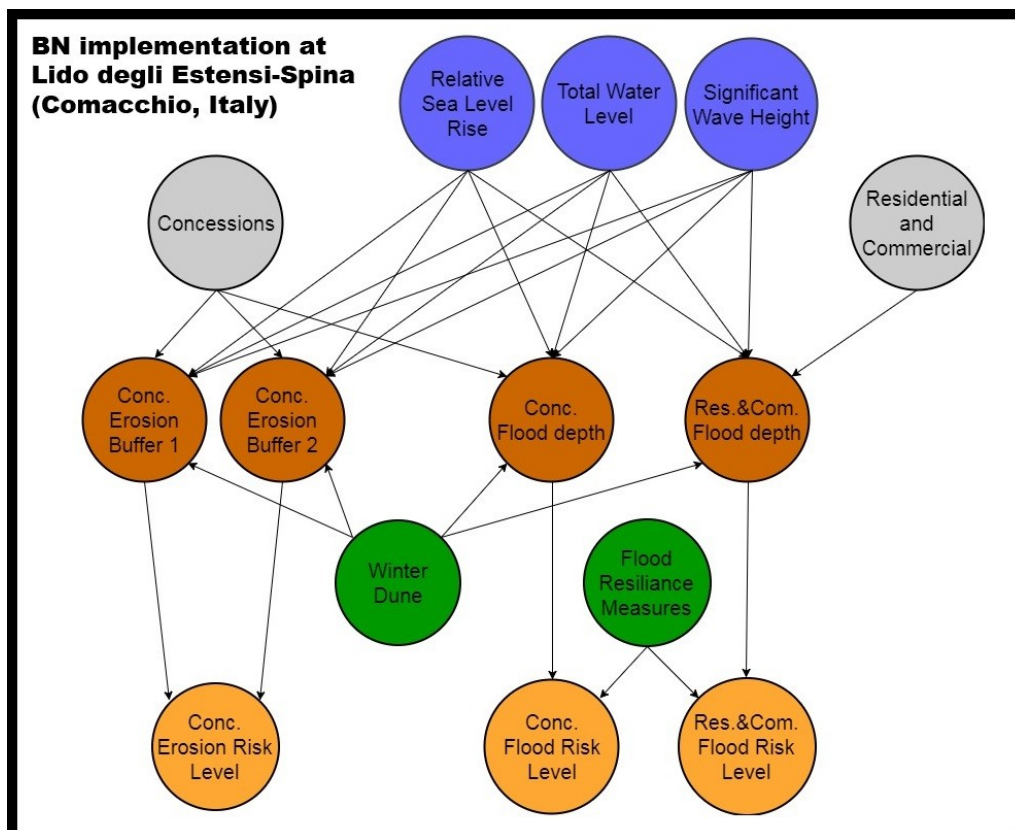 BN implementation at
Lido degli Estensi-Spina
(Comacchio, Italy)
Relative
Sea Level
Rise
Total Water
Level
Significant
Wave Height
Concessions
Residential
and
Commercial
Conc.
Erosion
Buffer 1
Conc.
Erosion
Buffer 2
Conc.
Flood depth
Res.&Com.
Flood depth
Winter
Dune
Flood
Resiliance
Measures
Conc.
Erosion Risk
Level
Conc.
Flood Risk
Level
Res.&Com.
Flood Risk
Level